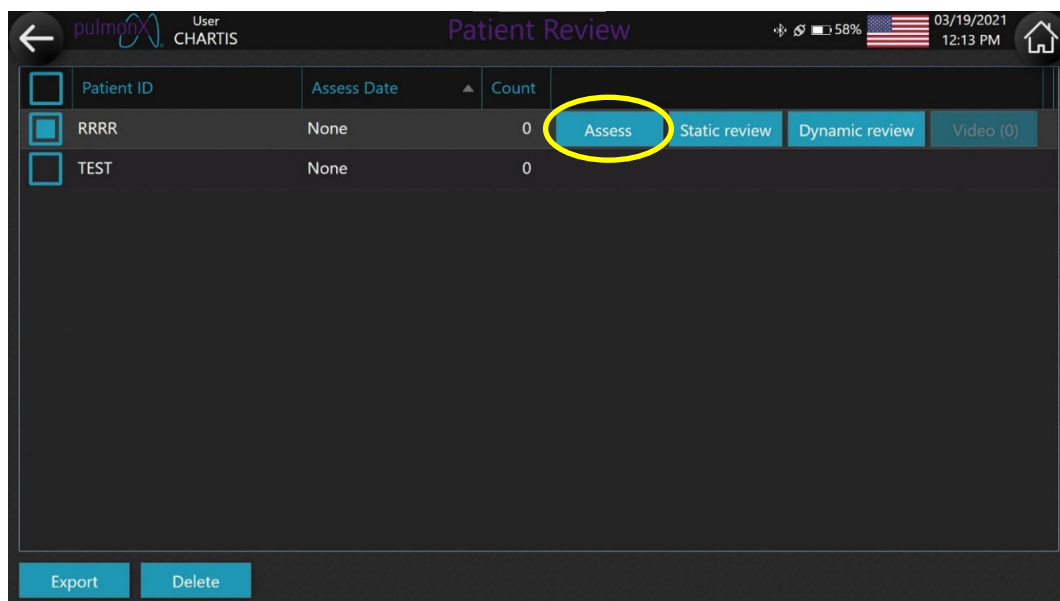 pulmonx
User
CHARTIS
Patient Review
58%
03/19/2021
12:13 PM
Patient ID Assess Date Count
RRRR None 0 Assess Static review Dynamic review Video (0)
TEST None 0
Export Delete